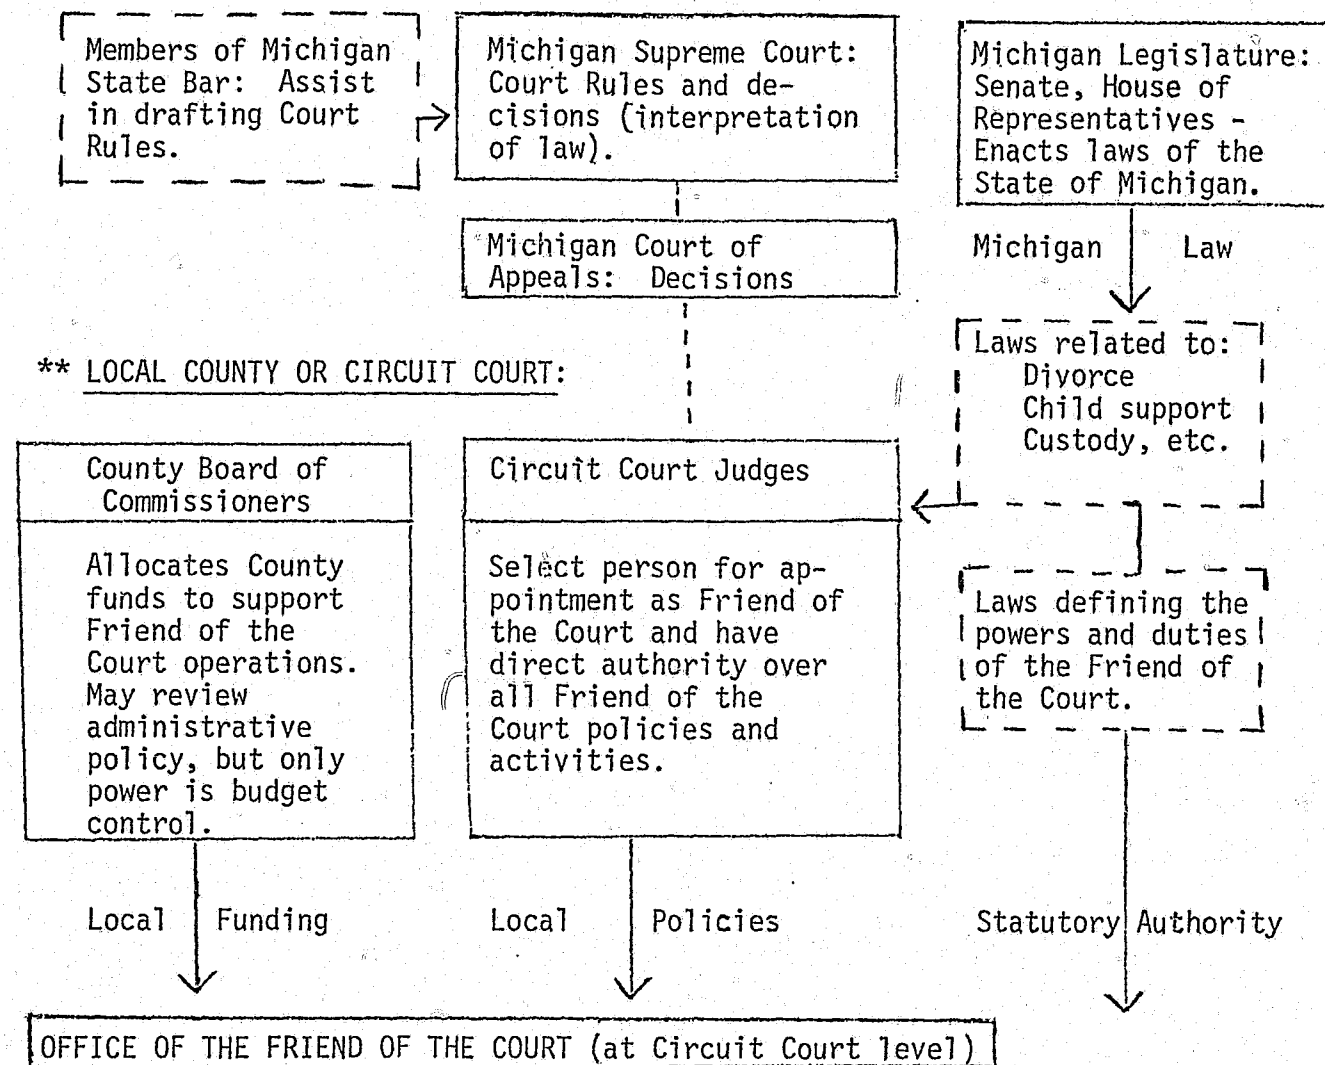 Members of Michigan
State Bar: Assist
in drafting Court
Rules.
Michigan Supreme Court:
Court Rules and de-
cisions (interpretation
of law).
Michigan Legislature:
Senate, House of
Representatives -
Enacts laws of the
State of Michigan.
Michigan Court of
Appeals: Decisions
Michigan Law
Laws related to:
Divorce
Child support
Custody, etc.
** LOCAL COUNTY OR CIRCUIT COURT:
County Board of
Commissioners
Allocates County
funds to support
Friend of the
Court operations.
May review
administrative
policy, but only
power is budget
control.
Circuit Court Judges
Select person for ap-
pointment as Friend of
the Court and have
direct authority over
all Friend of the
Court policies and
activities.
Laws defining the
powers and duties
of the Friend of
the Court.
Local Funding
Local Policies
Statutory Authority
OFFICE OF THE FRIEND OF THE COURT (at Circuit Court level)